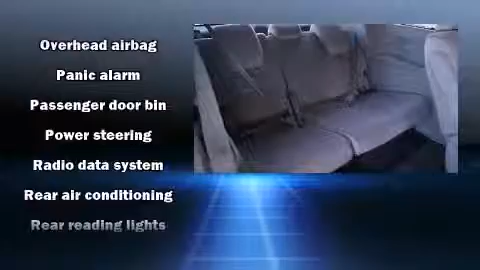 Overhead airbag
Panic alarm
Passenger door bin
Power steering
Radio data system
Rear air conditioning
Rear reading lights